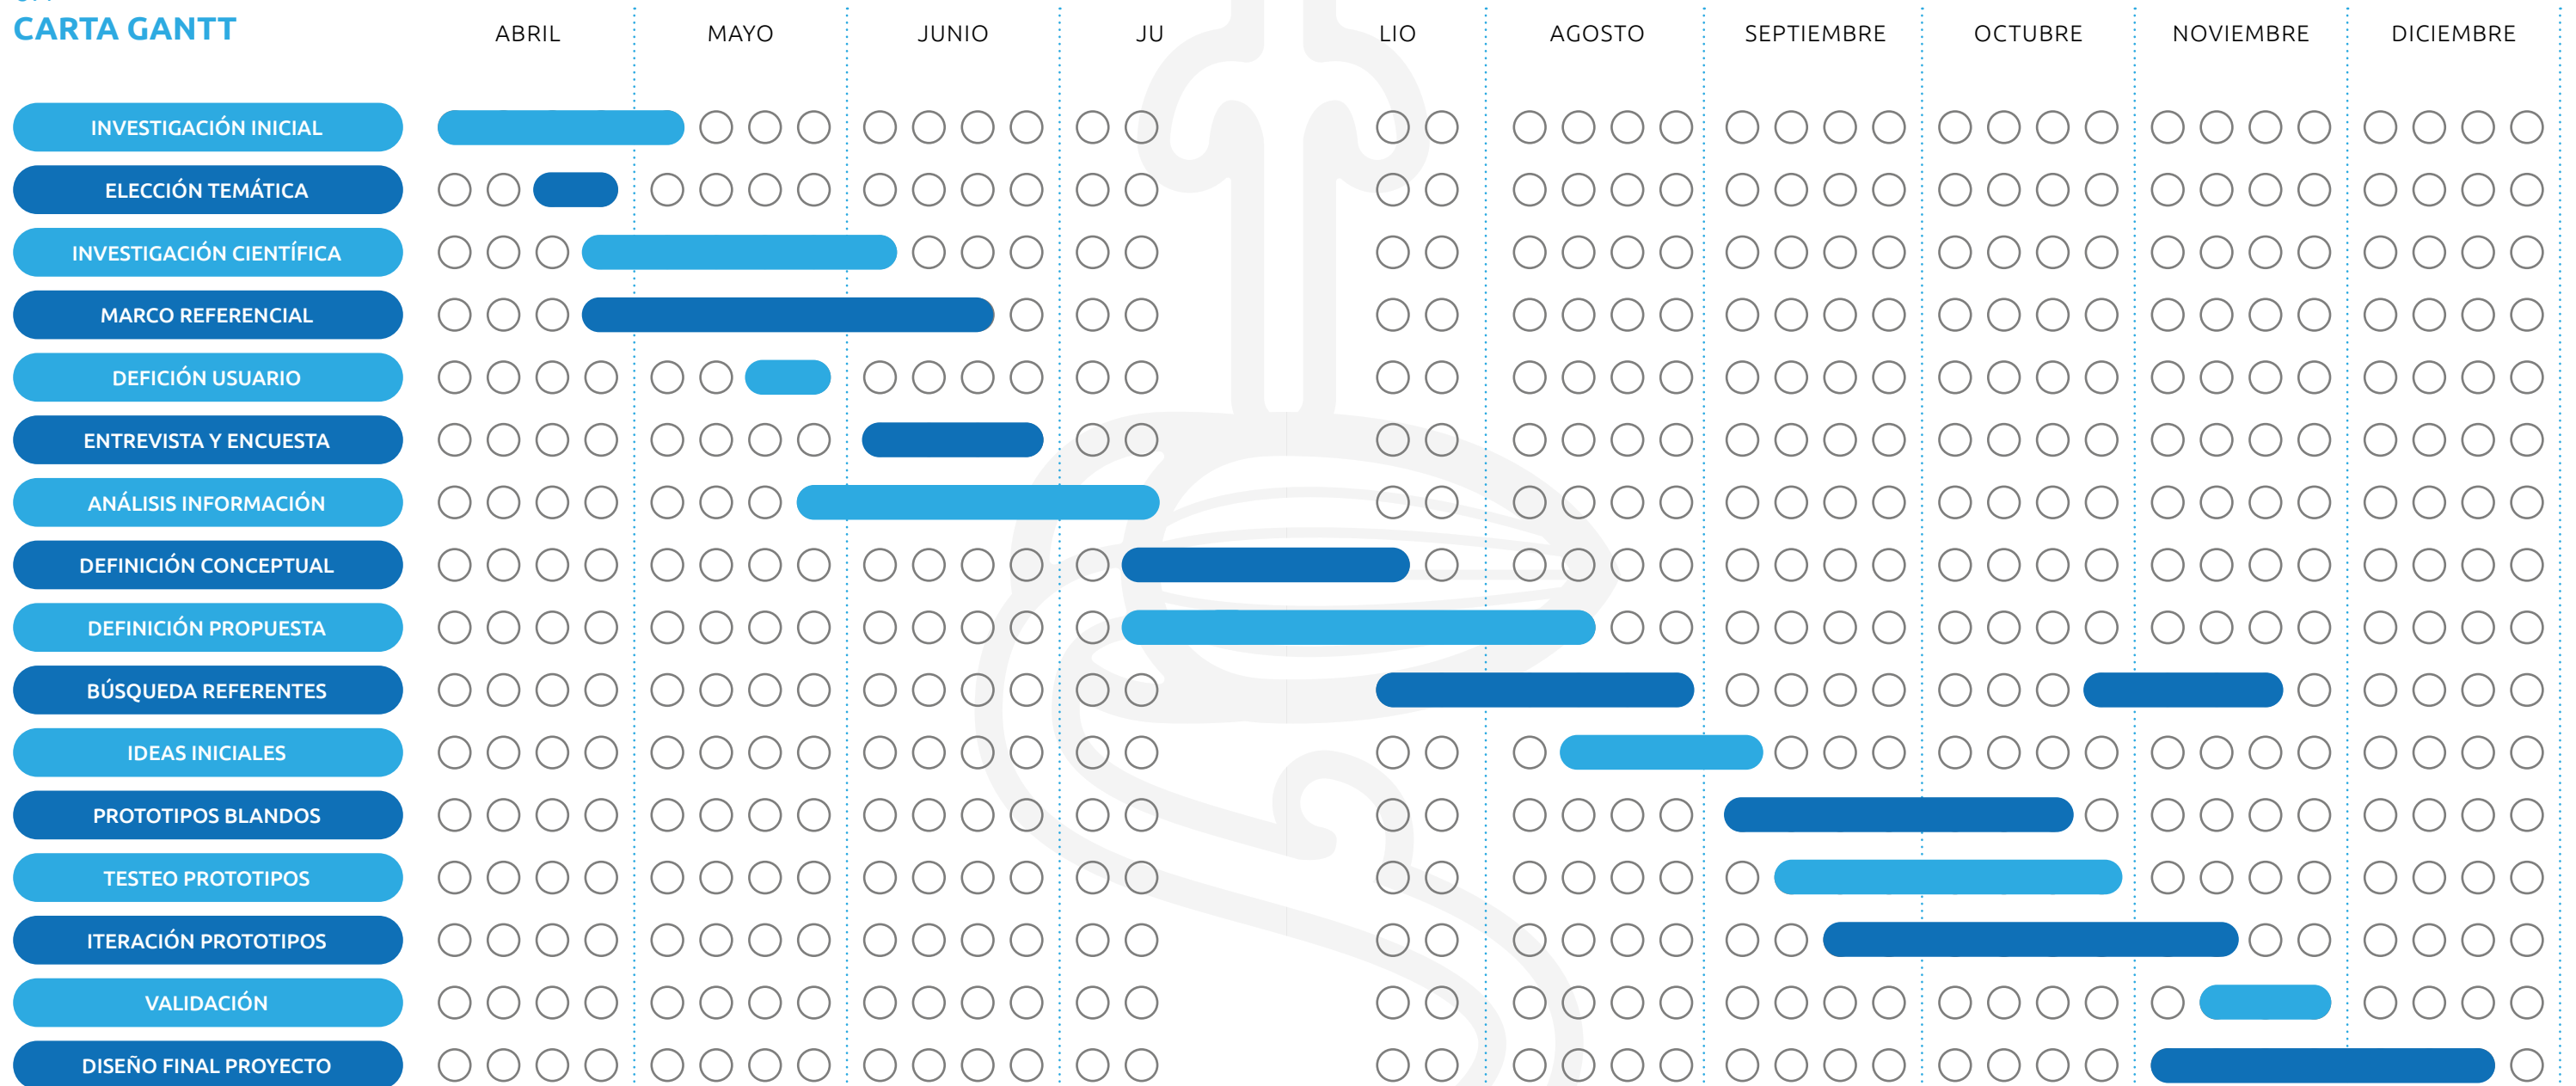 CARTA GANTT
ABRIL MAYO JUNIO JU LIO AGOSTO SEPTIEMBRE OCTUBRE NOVIEMBRE DICIEMBRE
INVESTIGACIÓN INICIAL
ELECCIÓN TEMÁTICA
INVESTIGACIÓN CIENTÍFICA
MARCO REFERENCIAL
DEFICIÓN USUARIO
ENTREVISTA Y ENCUESTA
ANÁLISIS INFORMACIÓN
DEFINICIÓN CONCEPTUAL
DEFINICIÓN PROPUESTA
BÚSQUEDA REFERENTES
IDEAS INICIALES
PROTOTIPOS BLANDOS
TESTEO PROTOTIPOS
ITERACIÓN PROTOTIPOS
VALIDACIÓN
DISEÑO FINAL PROYECTO